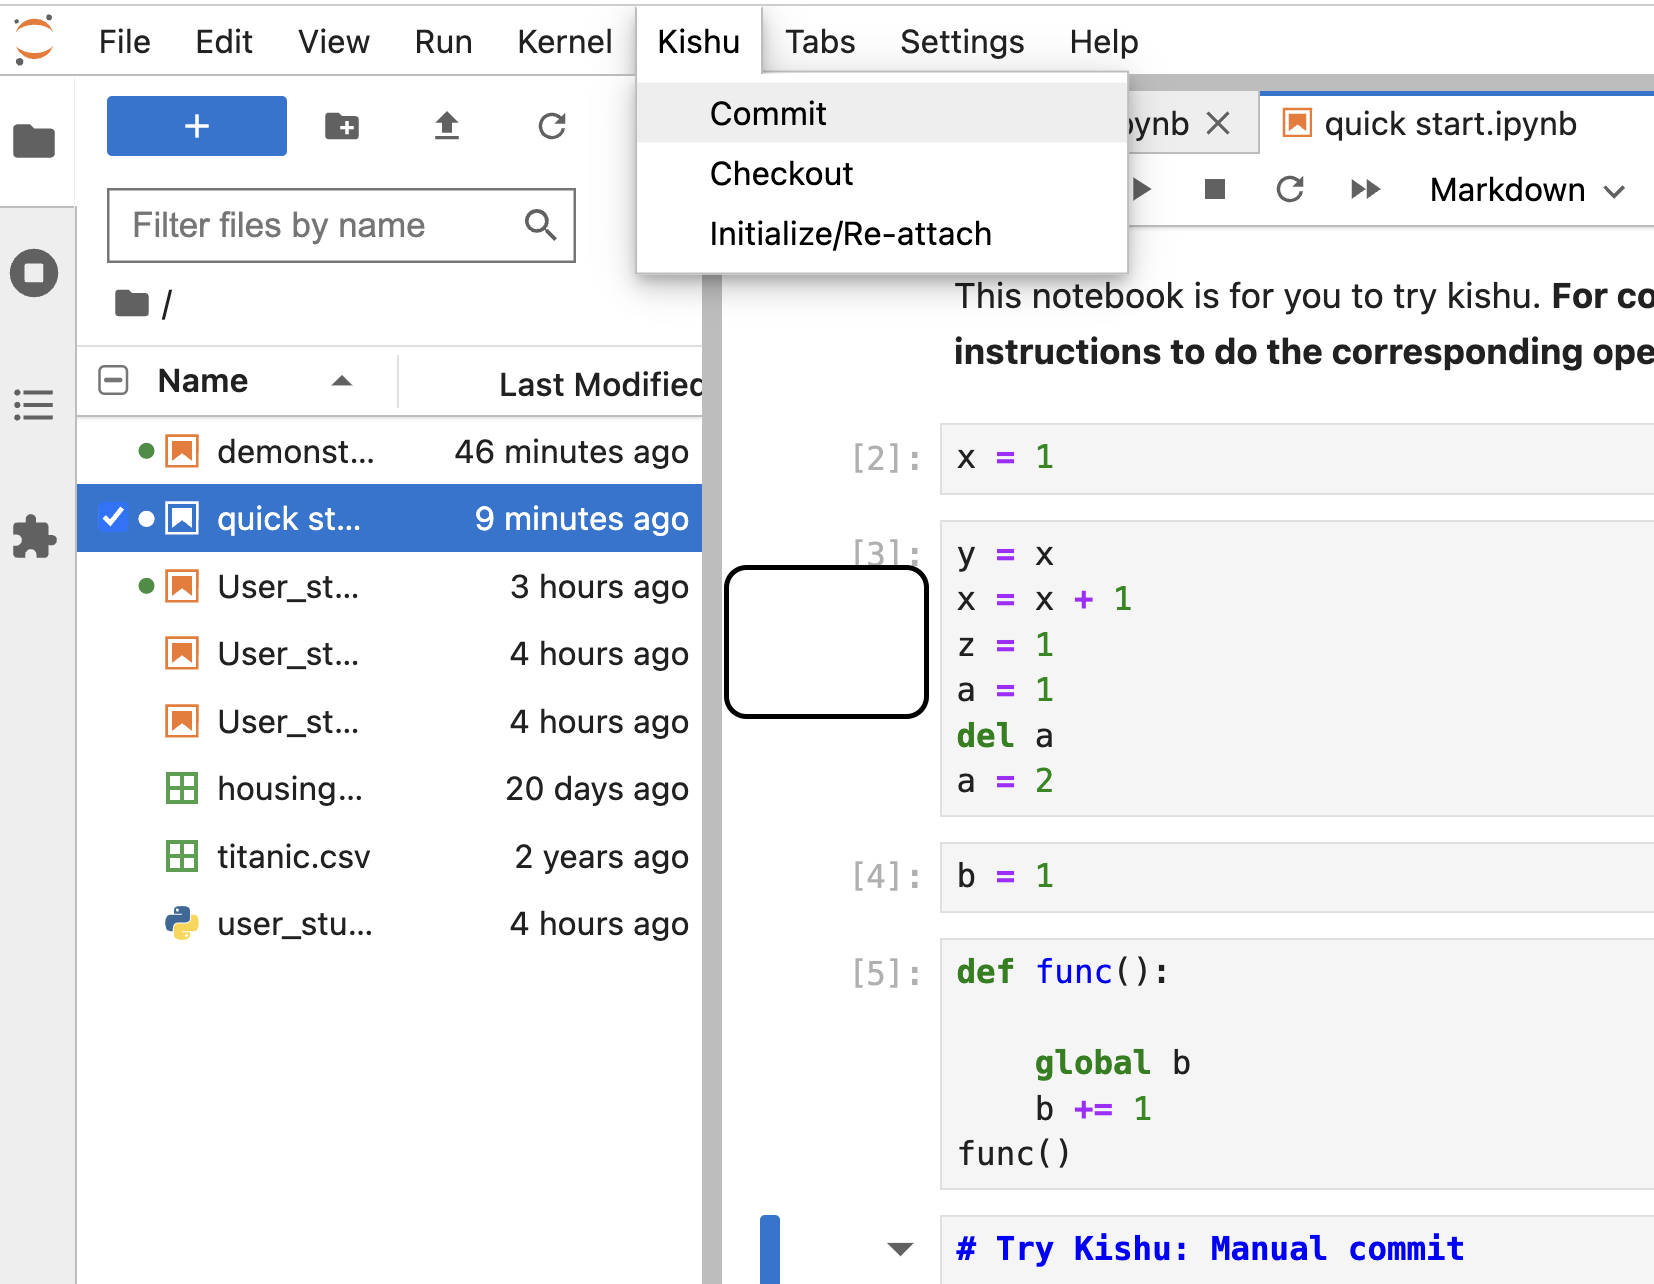 File Edit View Run Kernel Kishu Tabs Settings Help
Commit
Checkout
Initialize/Re-attach
ynb
quick start.ipynb
Markdown
Filter files by name
/
Name Last Modified
demonst... 46 minutes ago
quick st... 9 minutes ago
User_st... 3 hours ago
User_st... 4 hours ago
User_st... 4 hours ago
housing... 20 days ago
titanic.csv 2 years ago
user_stu... 4 hours ago
This notebook is for you to try kishu. For co
instructions to do the corresponding ope
[2]: x = 1
[3]: y = x
x = x + 1
z = 1
a = 1
del a
a = 2
[4]: b = 1
[5]: def func():
global b
b += 1
func()
# Try Kishu: Manual commit